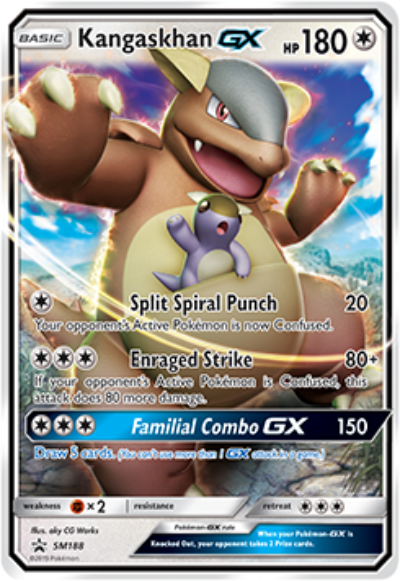 BASIC Kangaskhan GX HP 180
Split Spiral Punch 20
Your opponent's Active Pokémon is now Confused.
Enraged Strike 80+
If your opponent's Active Pokémon is Confused, this
attack does 80 more damage.
Familial Combo GX 150
Draw 5 cards. (You can't use more than 1 GX attack in a game.)
weakness ×2 resistance retreat
Illus. aky CG Works
SM188
©2019 Pokémon
Pokémon-GX rule
When your Pokémon-GX is
Knocked Out, your opponent takes 2 Prize cards.